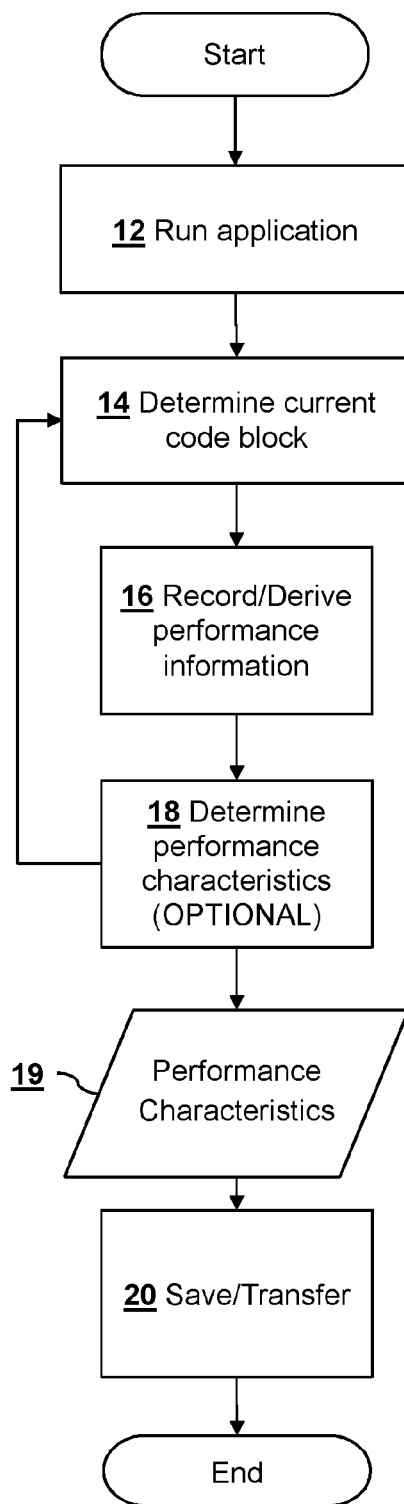 Start
12 Run application
14 Determine current
code block
16 Record/Derive
performance
information
18 Determine
performance
characteristics
(OPTIONAL)
19
Performance
Characteristics
20 Save/Transfer
End